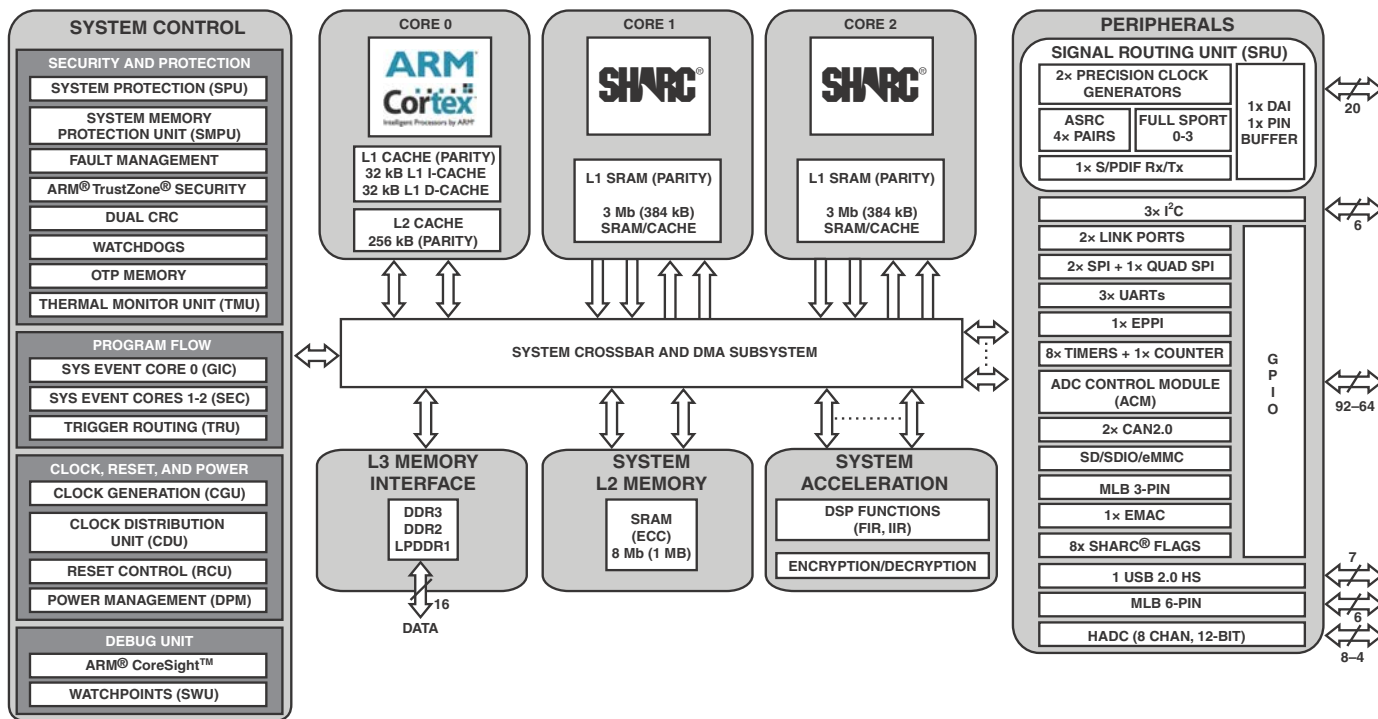 SYSTEM CONTROL
SECURITY AND PROTECTION
SYSTEM PROTECTION (SPU)
SYSTEM MEMORY
PROTECTION UNIT (SMPU)
FAULT MANAGEMENT
ARM® TrustZone® SECURITY
DUAL CRC
WATCHDOGS
OTP MEMORY
THERMAL MONITOR UNIT (TMU)
PROGRAM FLOW
SYS EVENT CORE 0 (GIC)
SYS EVENT CORES 1-2 (SEC)
TRIGGER ROUTING (TRU)
CLOCK, RESET, AND POWER
CLOCK GENERATION (CGU)
CLOCK DISTRIBUTION
UNIT (CDU)
RESET CONTROL (RCU)
POWER MANAGEMENT (DPM)
DEBUG UNIT
ARM® CoreSight™
WATCHPOINTS (SWU)
CORE 0
ARM
Cortex
Intelligent Processors by ARM®
L1 CACHE (PARITY)
32 kB L1 I-CACHE
32 kB L1 D-CACHE
L2 CACHE
256 kB (PARITY)
CORE 1
SHARC®
L1 SRAM (PARITY)
3 Mb (384 kB)
SRAM/CACHE
CORE 2
SHARC®
L1 SRAM (PARITY)
3 Mb (384 kB)
SRAM/CACHE
SYSTEM CROSSBAR AND DMA SUBSYSTEM
L3 MEMORY
INTERFACE
DDR3
DDR2
LPDDR1
16
DATA
SYSTEM
L2 MEMORY
SRAM
(ECC)
8 Mb (1 MB)
SYSTEM
ACCELERATION
DSP FUNCTIONS
(FIR, IIR)
ENCRYPTION/DECRYPTION
PERIPHERALS
SIGNAL ROUTING UNIT (SRU)
2× PRECISION CLOCK
GENERATORS
ASRC
4× PAIRS
FULL SPORT
0-3
1× S/PDIF Rx/Tx
1x DAI
1x PIN
BUFFER
20
3× I²C
6
2× LINK PORTS
2× SPI + 1× QUAD SPI
3× UARTs
1× EPPI
8× TIMERS + 1× COUNTER
ADC CONTROL MODULE
(ACM)
2× CAN2.0
SD/SDIO/eMMC
MLB 3-PIN
1× EMAC
8x SHARC® FLAGS
GPIO
92–64
1 USB 2.0 HS
7
MLB 6-PIN
6
HADC (8 CHAN, 12-BIT)
8–4